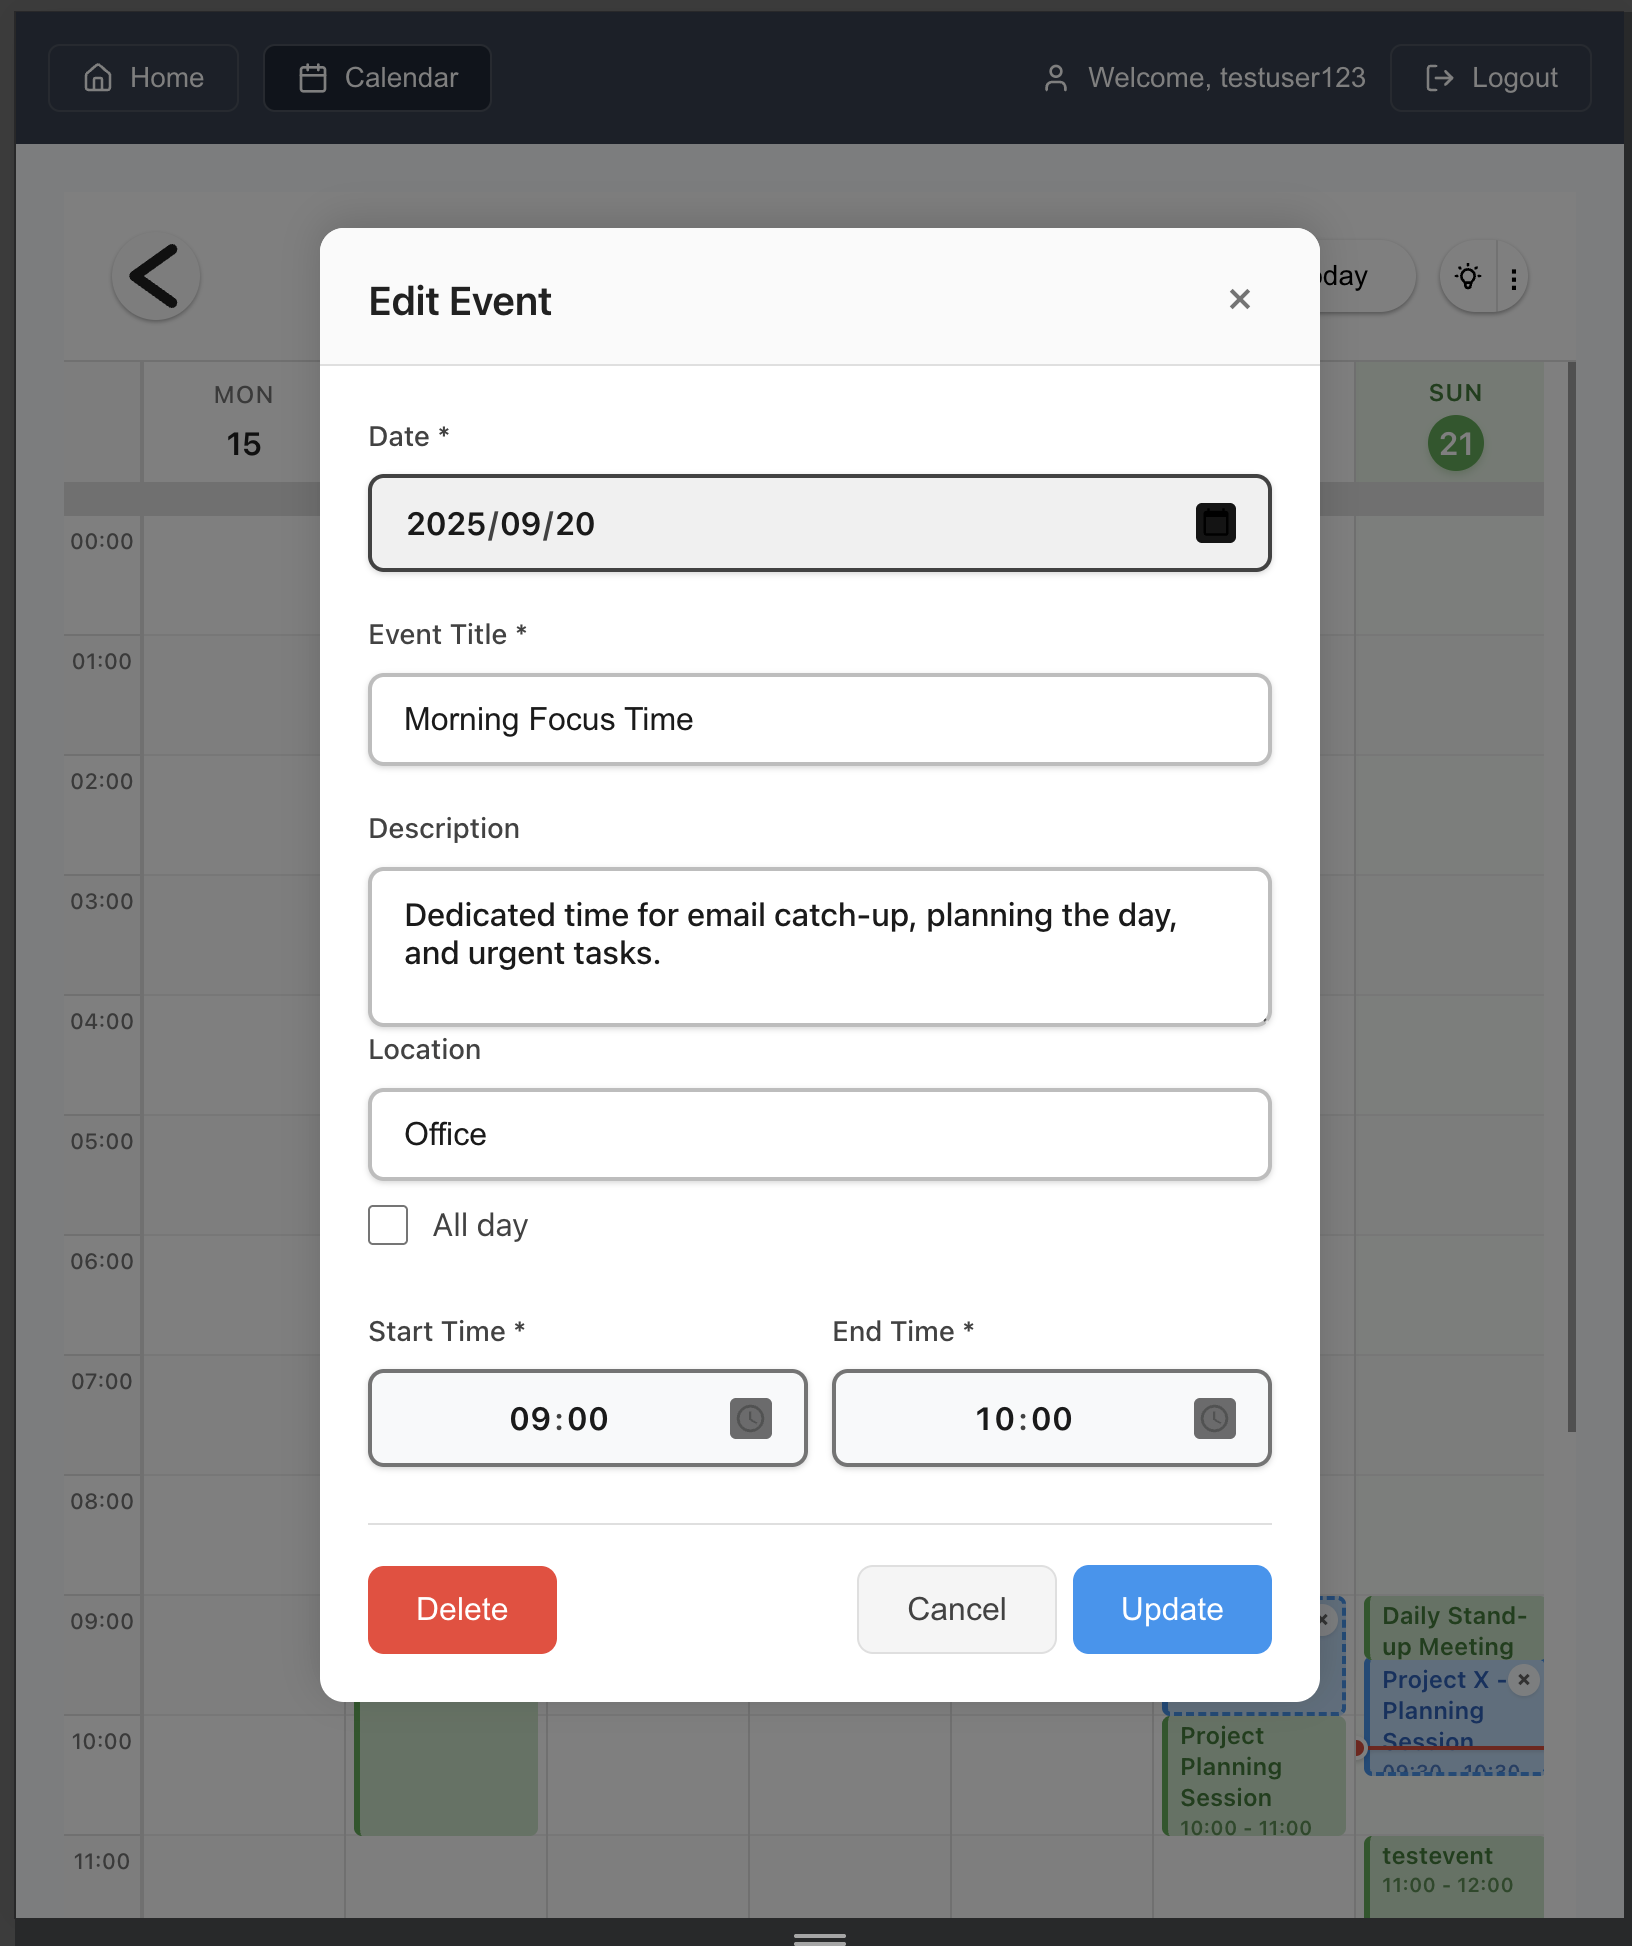 Home
Calendar
Welcome, testuser123
Logout
Edit Event
MON
15
SUN
21
Date *
2025/09/20
Event Title *
Morning Focus Time
Description
Dedicated time for email catch-up, planning the day,
and urgent tasks.
Location
Office
All day
Start Time *
End Time *
09:00
10:00
Delete
Cancel
Update
00:00
01:00
02:00
03:00
04:00
05:00
06:00
07:00
08:00
09:00
10:00
11:00
Project
Planning
Session
10:00 - 11:00
Daily Stand-
up Meeting
Project X -
Planning
Session
09:30 - 10:30
testevent
11:00 - 12:00